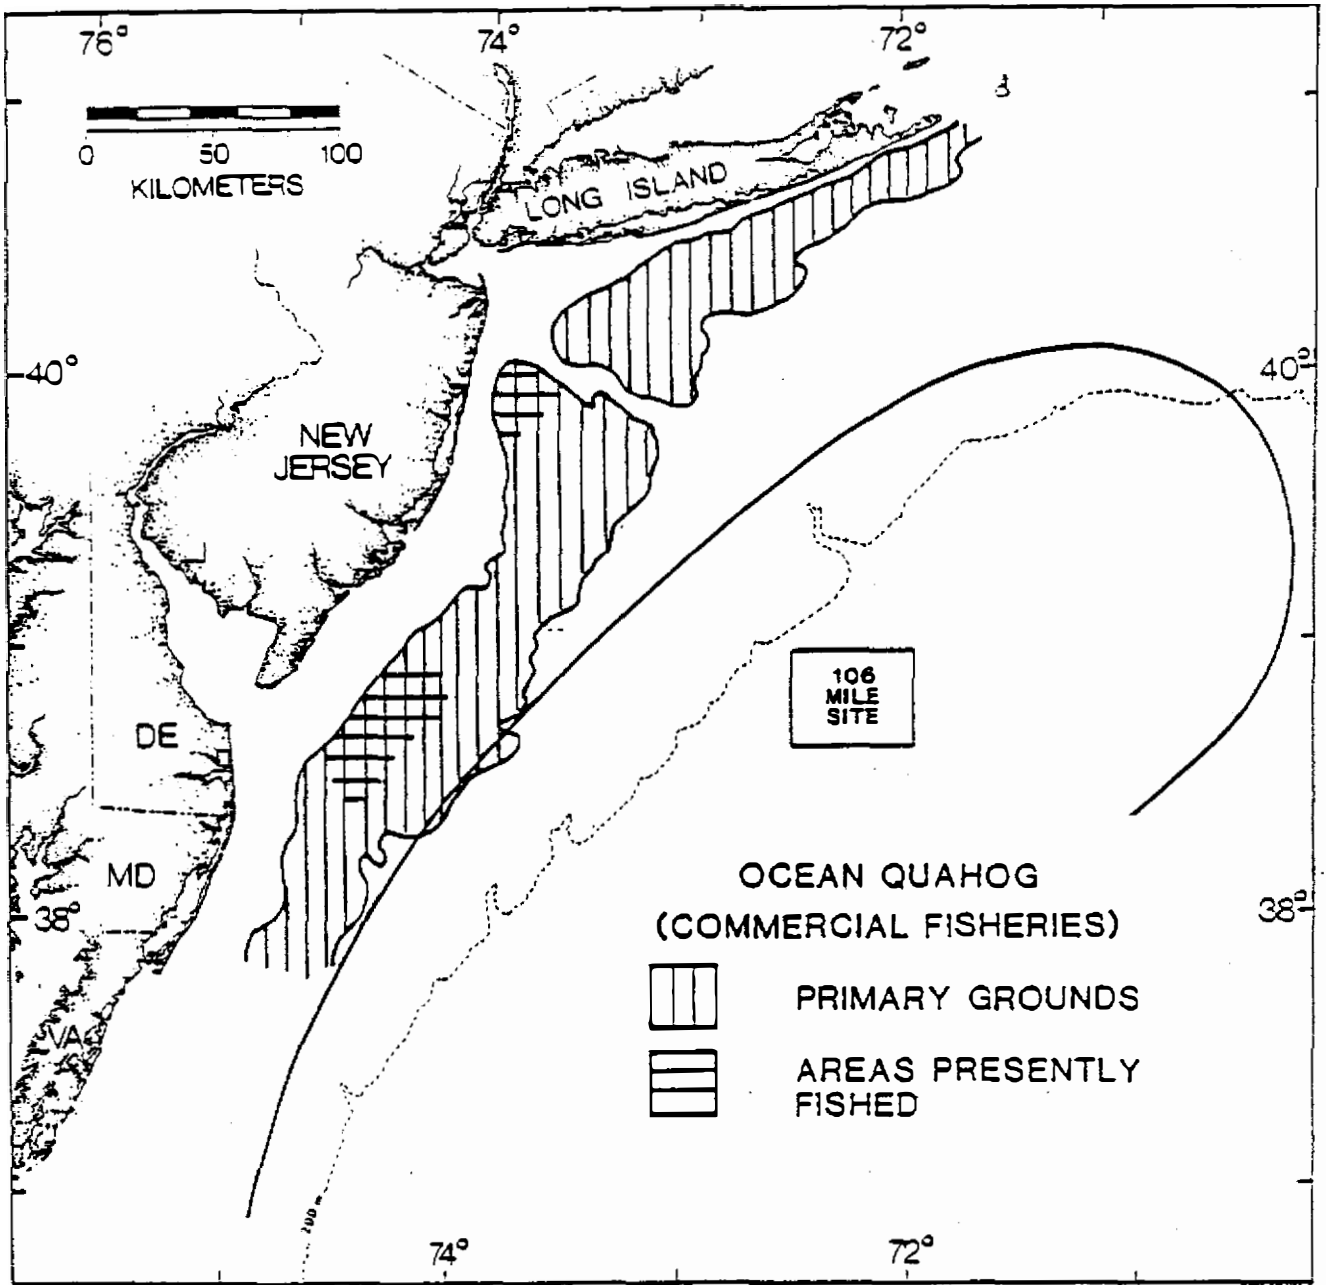 76° 74° 72°
0 50 100
KILOMETERS
LONG ISLAND
40° 40°
NEW
JERSEY
106
MILE
SITE
DE
MD
38° 38°
VA
OCEAN QUAHOG
(COMMERCIAL FISHERIES)
PRIMARY GROUNDS
AREAS PRESENTLY
FISHED
200 m
74° 72°